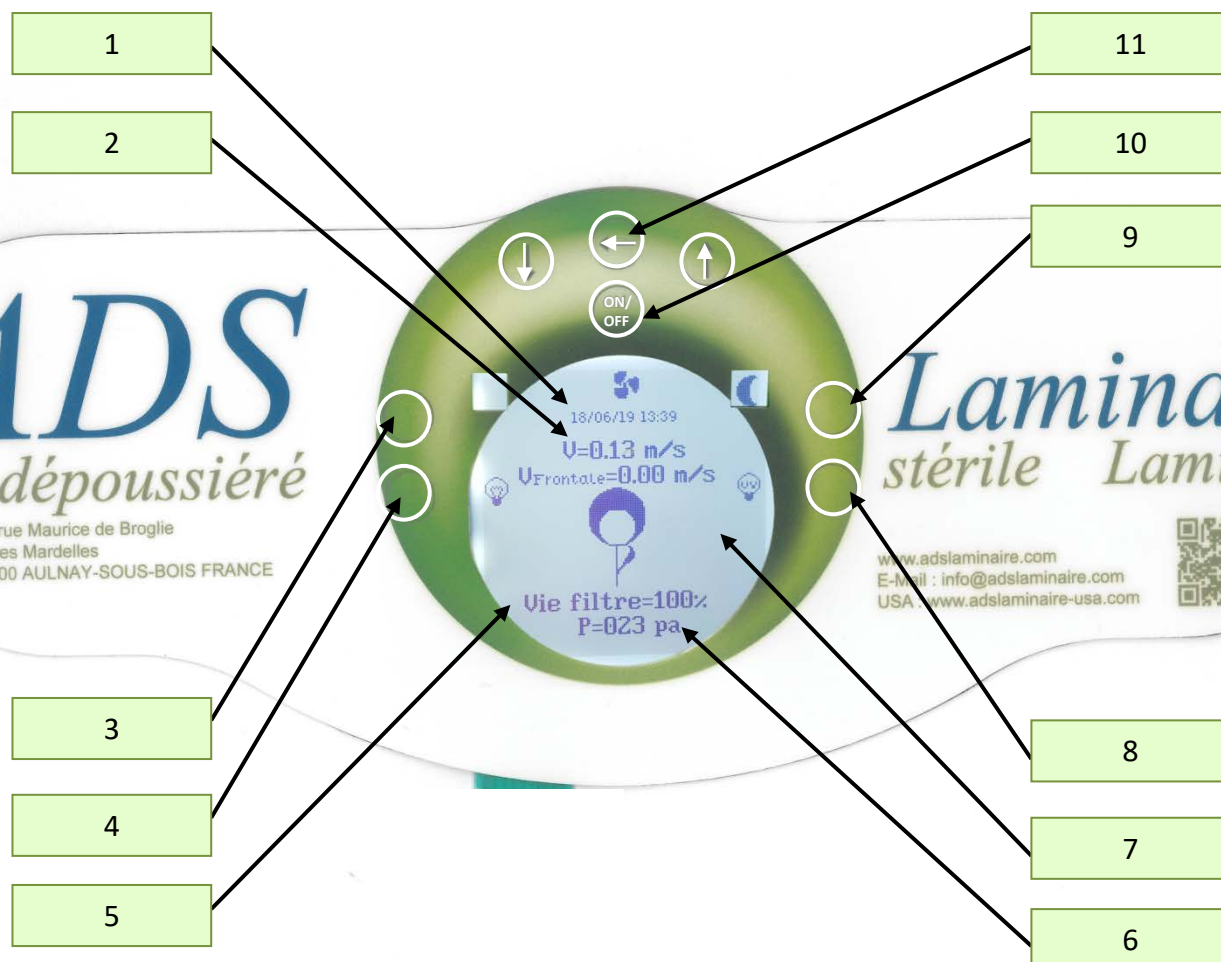 1
11
2
10
9
ON/
OFF
ADS
Lamina
18/06/19 13:39
V=0.13 m/s
VFrontale=0.00 m/s
UV
dépoussiéré
stérile Lami
rue Maurice de Broglie
es Mardelles
00 AULNAY-SOUS-BOIS FRANCE
www.adslaminaire.com
E-Mail : info@adslaminaire.com
USA : www.adslaminaire-usa.com
Vie filtre=100%
P=023 pa
3
8
4
7
5
6